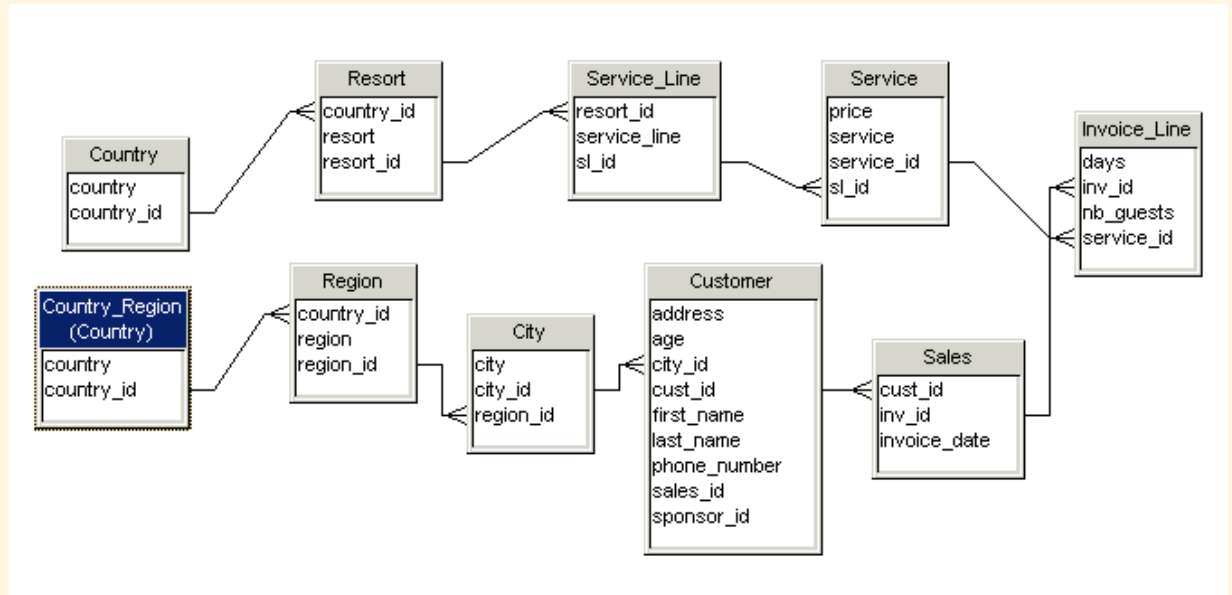 Country
country
country_id
Resort
country_id
resort
resort_id
Service_Line
resort_id
service_line
sl_id
Service
price
service
service_id
sl_id
Invoice_Line
days
inv_id
nb_guests
service_id
Country_Region
(Country)
country
country_id
Region
country_id
region
region_id
City
city
city_id
region_id
Customer
address
age
city_id
cust_id
first_name
last_name
phone_number
sales_id
sponsor_id
Sales
cust_id
inv_id
invoice_date